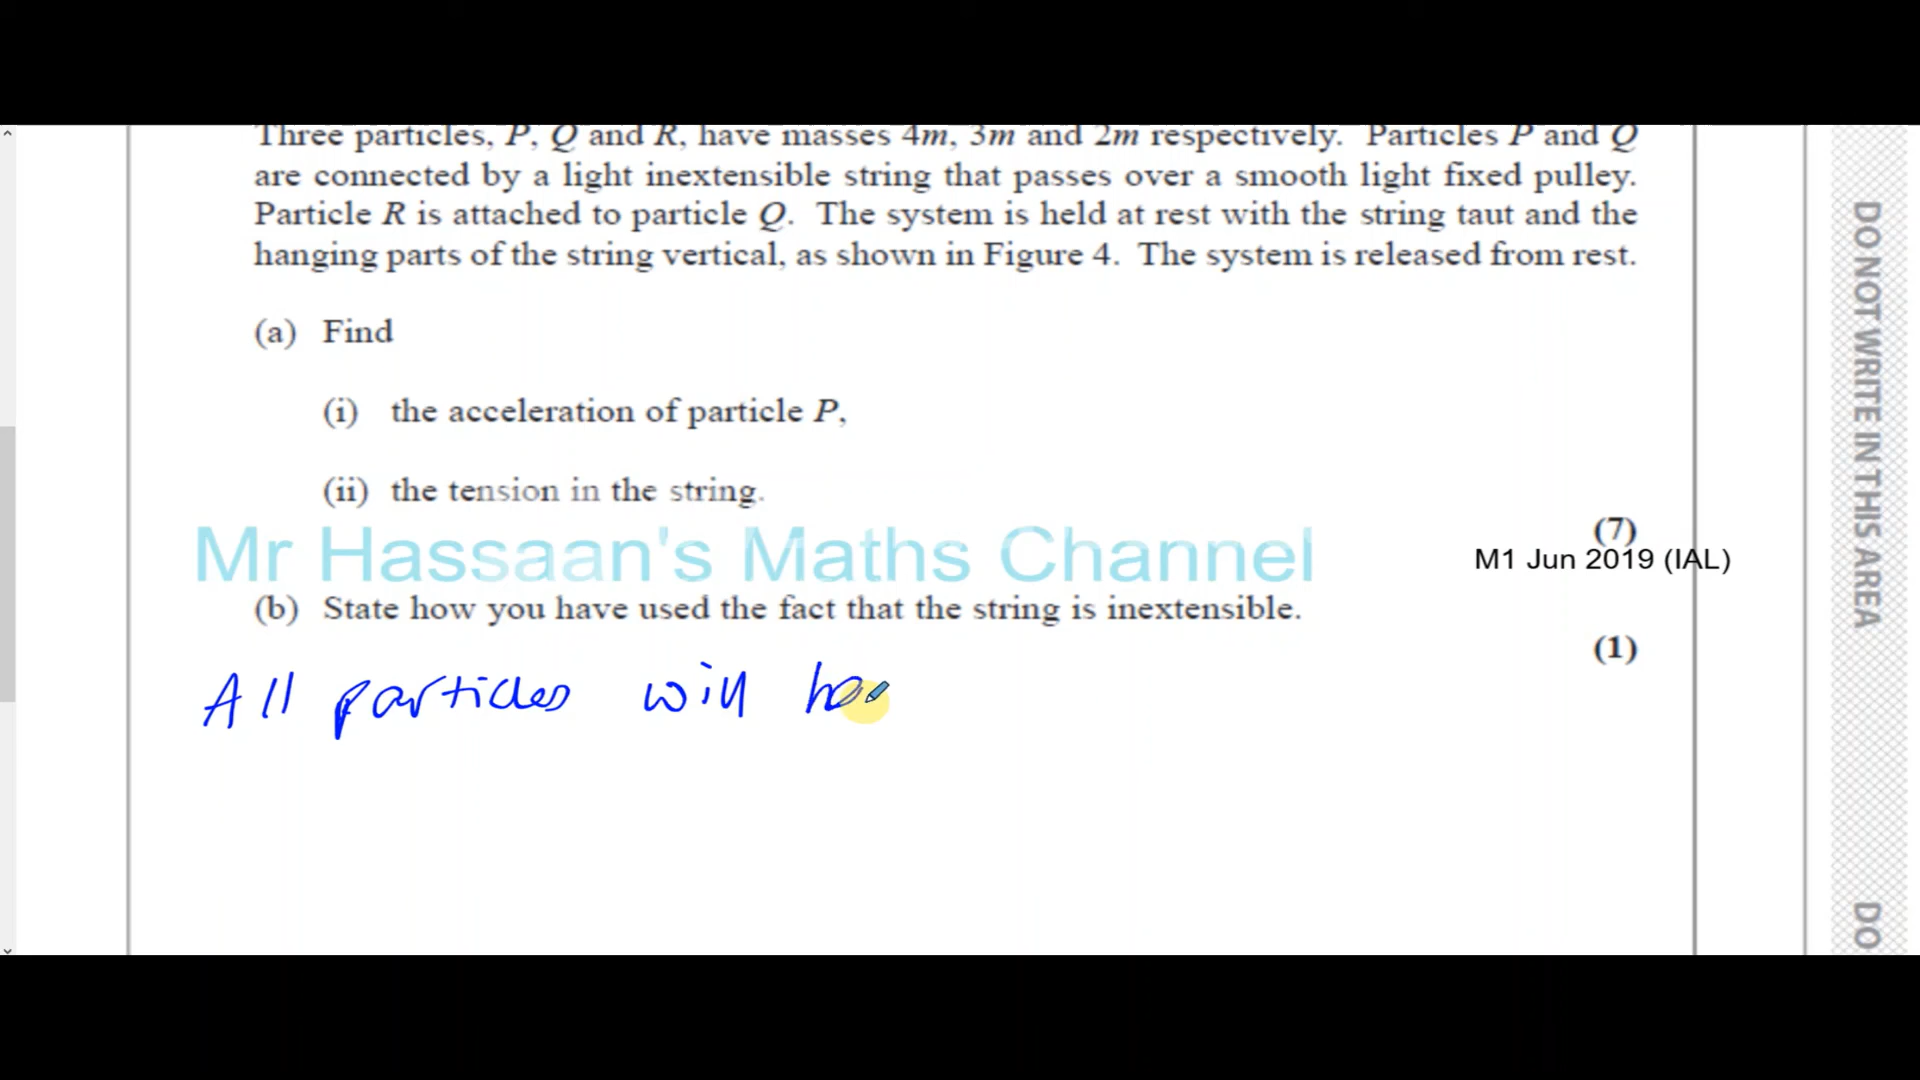 Three particles, P, Q and R, have masses 4m, 3m and 2m respectively. Particles P and Q
are connected by a light inextensible string that passes over a smooth light fixed pulley.
Particle R is attached to particle Q. The system is held at rest with the string taut and the
hanging parts of the string vertical, as shown in Figure 4. The system is released from rest.
(a) Find
(i) the acceleration of particle P,
(ii) the tension in the string.
(7)
Mr Hassaan's Maths Channel
M1 Jun 2019 (IAL)
(b) State how you have used the fact that the string is inextensible.
(1)
All particles will
DO NOT WRITE IN THIS AREA
DO